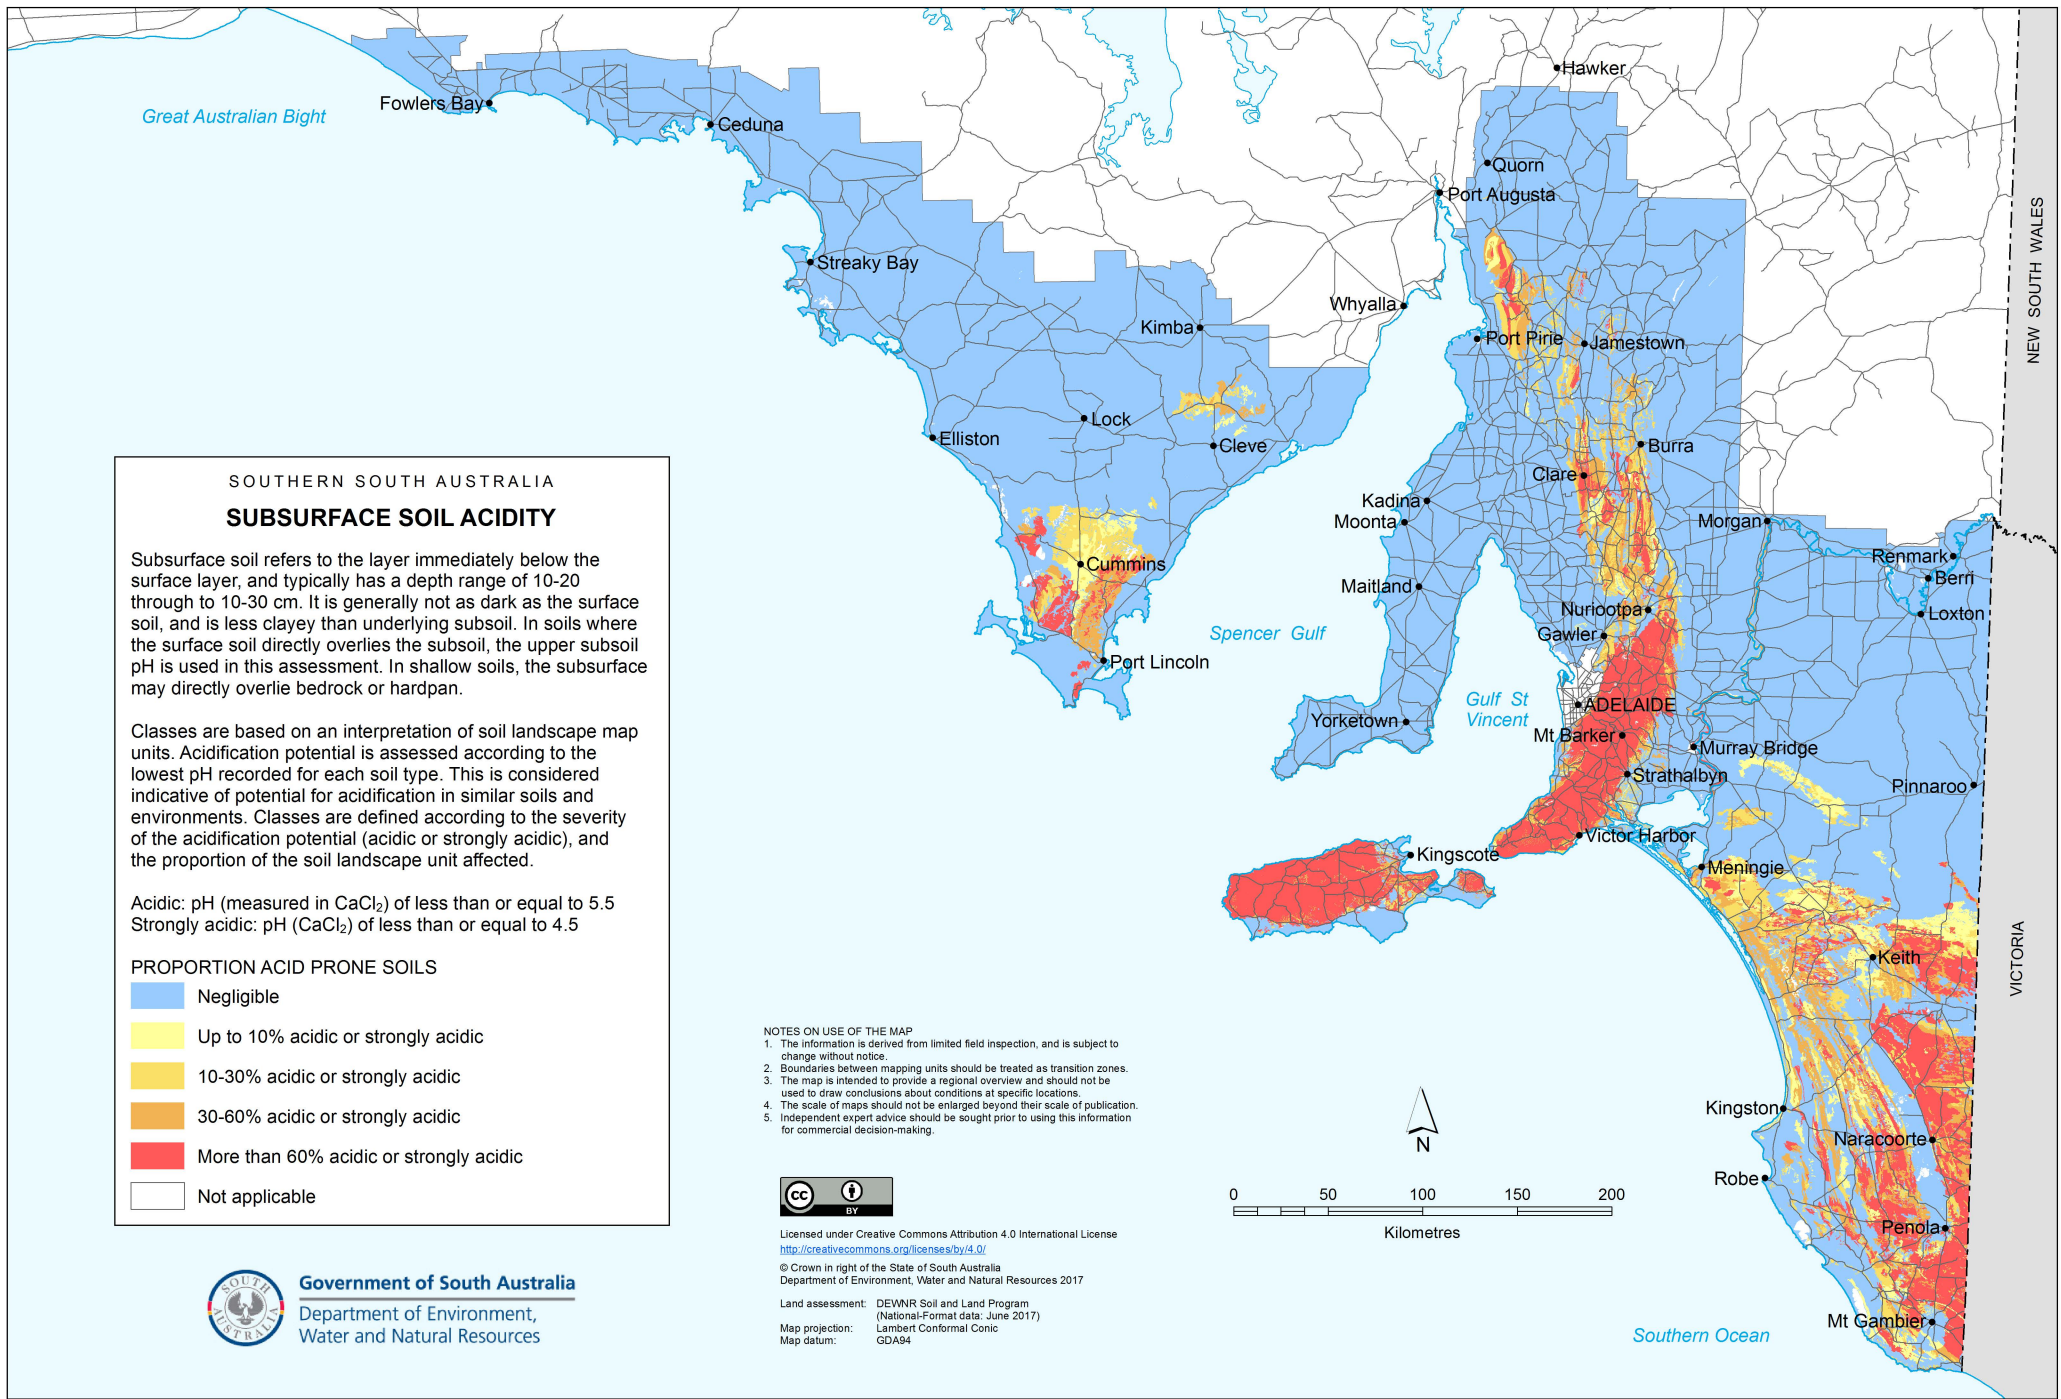 Great Australian Bight
Fowlers Bay
Ceduna
Streaky Bay
Hawker
Quorn
Port Augusta
Whyalla
Kimba
Port Pirie
Jamestown
Lock
Elliston
Cleve
Burra
Clare
Kadina
Moonta
Morgan
Renmark
Berri
Loxton
Cummins
Maitland
Nuriootpa
Gawler
Spencer Gulf
Port Lincoln
Gulf St
Vincent
ADELAIDE
Yorketown
Mt Barker
Murray Bridge
Strathalbyn
Pinnaroo
Victor Harbor
Kingscote
Meningie
Keith
Kingston
Naracoorte
Robe
Penola
Mt Gambier
Southern Ocean
NEW SOUTH WALES
VICTORIA
SOUTHERN SOUTH AUSTRALIA
SUBSURFACE SOIL ACIDITY
Subsurface soil refers to the layer immediately below the
surface layer, and typically has a depth range of 10-20
through to 10-30 cm. It is generally not as dark as the surface
soil, and is less clayey than underlying subsoil. In soils where
the surface soil directly overlies the subsoil, the upper subsoil
pH is used in this assessment. In shallow soils, the subsurface
may directly overlie bedrock or hardpan.
Classes are based on an interpretation of soil landscape map
units. Acidification potential is assessed according to the
lowest pH recorded for each soil type. This is considered
indicative of potential for acidification in similar soils and
environments. Classes are defined according to the severity
of the acidification potential (acidic or strongly acidic), and
the proportion of the soil landscape unit affected.
Acidic: pH (measured in CaCl₂) of less than or equal to 5.5
Strongly acidic: pH (CaCl₂) of less than or equal to 4.5
PROPORTION ACID PRONE SOILS
Negligible
Up to 10% acidic or strongly acidic
10-30% acidic or strongly acidic
30-60% acidic or strongly acidic
More than 60% acidic or strongly acidic
Not applicable
SOUTH
AUSTRALIA
Government of South Australia
Department of Environment,
Water and Natural Resources
NOTES ON USE OF THE MAP
1. The information is derived from limited field inspection, and is subject to
change without notice.
2. Boundaries between mapping units should be treated as transition zones.
3. The map is intended to provide a regional overview and should not be
used to draw conclusions about conditions at specific locations.
4. The scale of maps should not be enlarged beyond their scale of publication.
5. Independent expert advice should be sought prior to using this information
for commercial decision-making.
cc
BY
Licensed under Creative Commons Attribution 4.0 International License
http://creativecommons.org/licenses/by/4.0/
© Crown in right of the State of South Australia
Department of Environment, Water and Natural Resources 2017
Land assessment: DEWNR Soil and Land Program
(National-Format data: June 2017)
Map projection: Lambert Conformal Conic
Map datum: GDA94
N
0 50 100 150 200
Kilometres